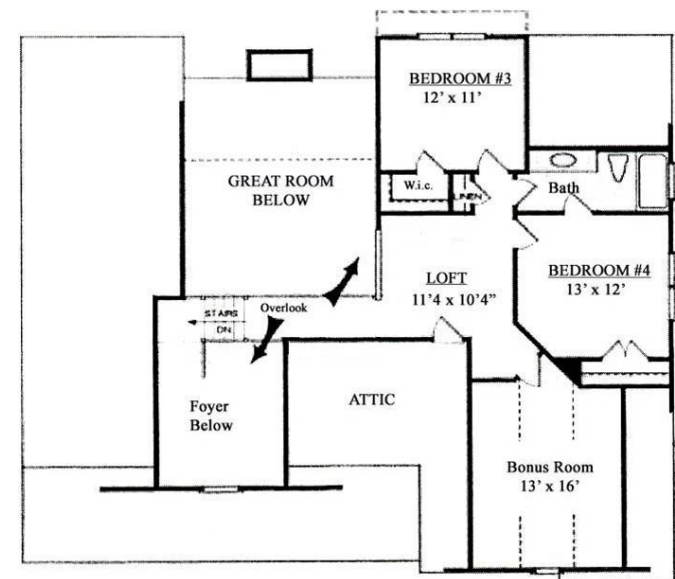 BEDROOM #3
12' x 11'
GREAT ROOM
BELOW
W.i.c.
LINEN
Bath
LOFT
11'4 x 10'4"
BEDROOM #4
13' x 12'
Overlook
STAIRS
DN.
Foyer
Below
ATTIC
Bonus Room
13' x 16'